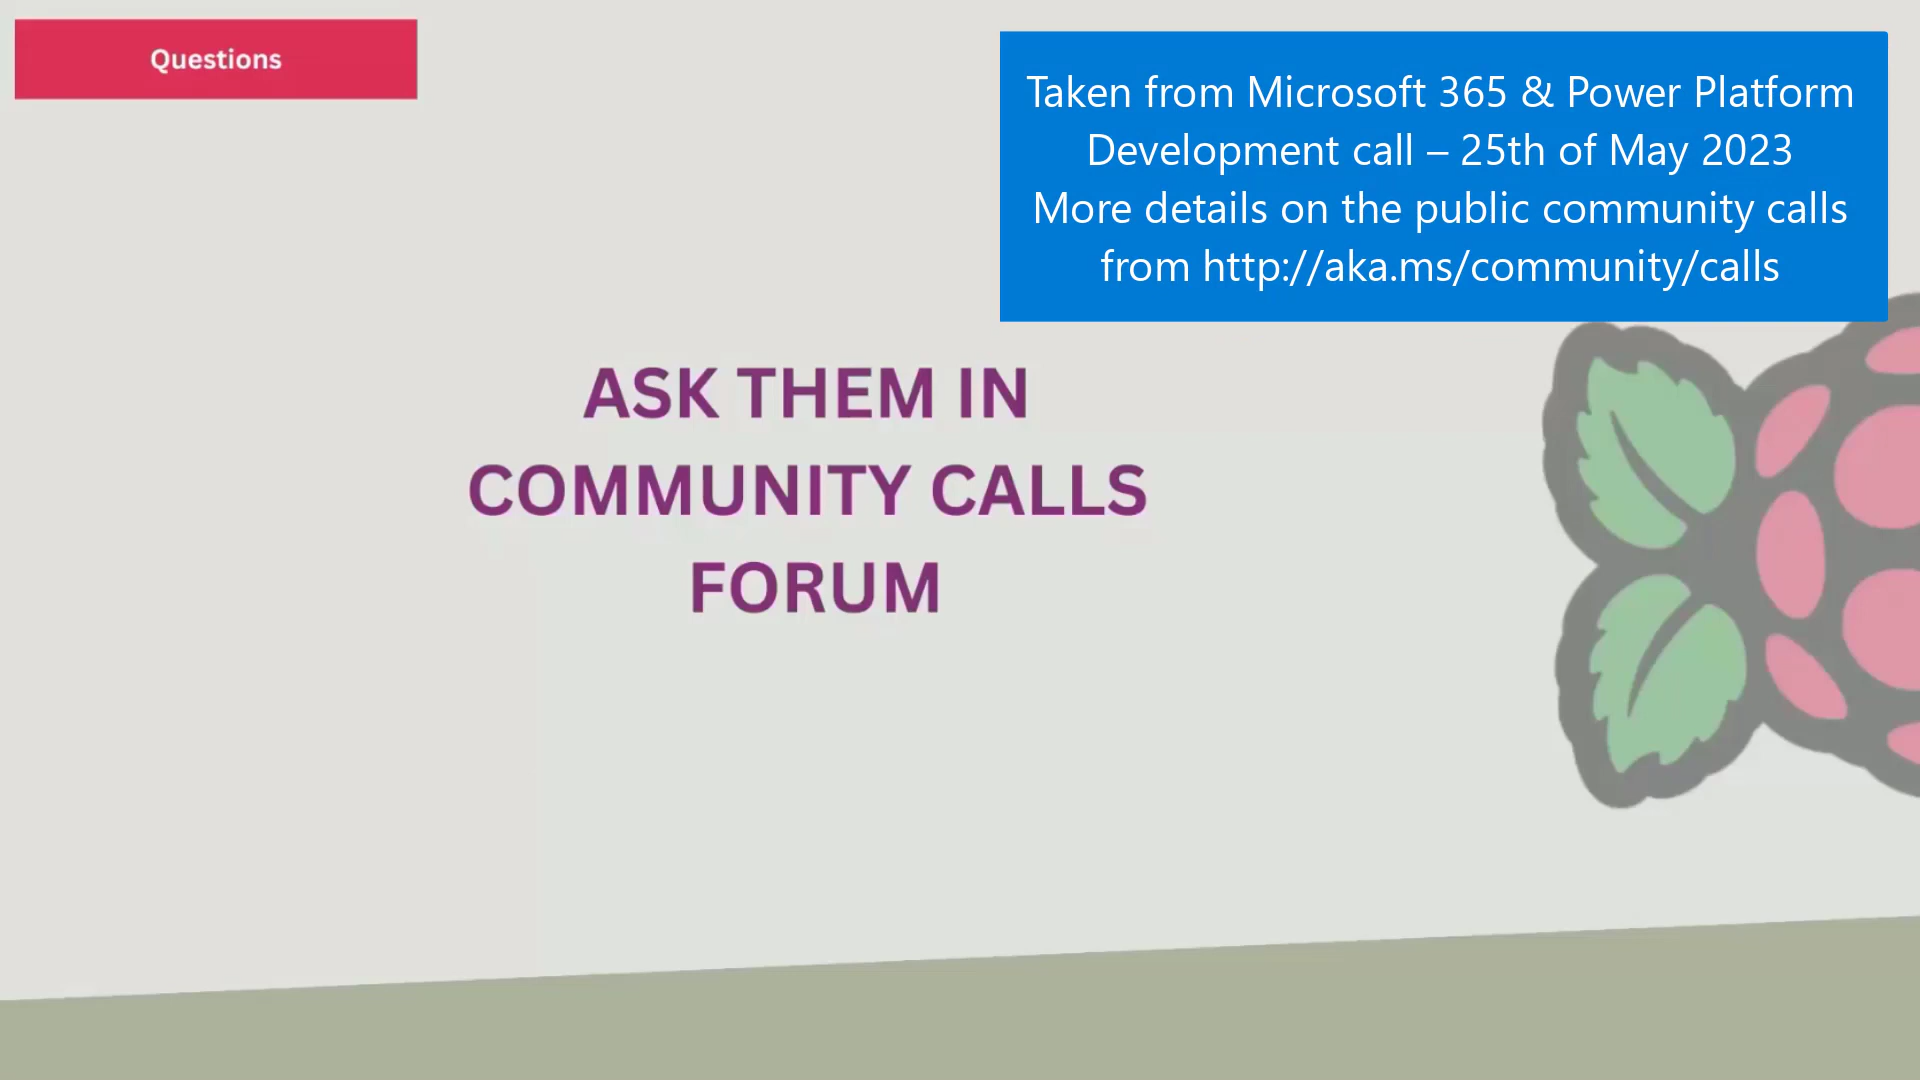 Questions
Taken from Microsoft 365 & Power Platform
Development call – 25th of May 2023
More details on the public community calls
from http://aka.ms/community/calls
ASK THEM IN
COMMUNITY CALLS
FORUM